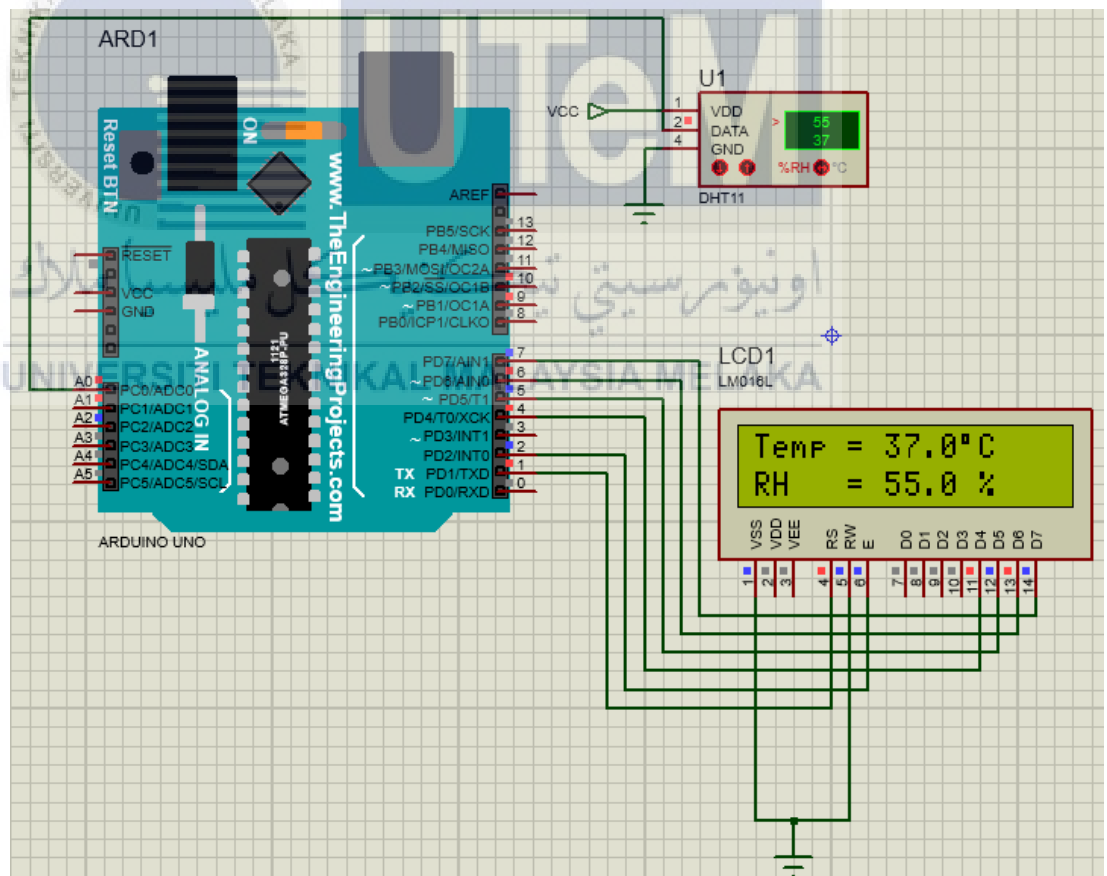 ARD1
UTeM
UNIVERSITI TEKNIKAL MALAYSIA MELAKA
Reset BTN
ON
www.TheEngineeringProjects.com
ANALOG IN
ATMEGA328P-PU
1121
RESET
VCC
GND
A0 PC0/ADC0
A1 PC1/ADC1
A2 PC2/ADC2
A3 PC3/ADC3
A4 PC4/ADC4/SDA
A5 PC5/ADC5/SCL
AREF
PB5/SCK 13
PB4/MISO 12
~PB3/MOSI/OC2A 11
~PB2/SS/OC1B 10
~PB1/OC1A 9
PB0/ICP1/CLKO 8
PD7/AIN1 7
~PD6/AIN0 6
~PD5/T1 5
PD4/T0/XCK 4
~PD3/INT1 3
PD2/INT0 2
TX PD1/TXD 1
RX PD0/RXD 0
ARDUINO UNO
U1
VCC
1 VDD
2 DATA
4 GND
>
55
37
%RH °C
DHT11
LCD1
LM016L
Temp = 37.0°C
RH = 55.0 %
VSS VDD VEE RS RW E D0 D1 D2 D3 D4 D5 D6 D7
1 2 3 4 5 6 7 8 9 10 11 12 13 14